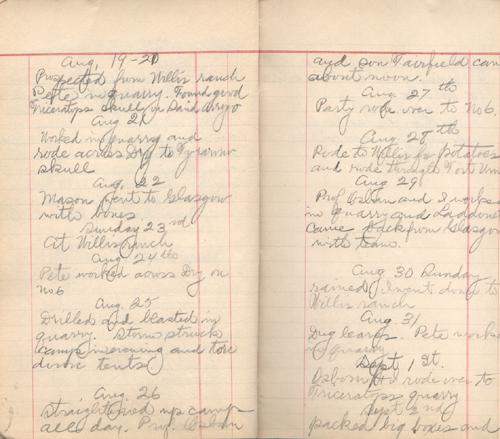 Aug, 19-20
Prospected from Willis ranch
Pete in quarry. Found good
Triceratops Skull in Sand Arroyo
Aug 21
Worked in quarry and
rode across Dry to Tyranno
skull
Aug. 22
Mason went to Glasgow
with bones.
Sunday 23rd
At Willis ranch
Aug 24th
Pete worked across Dry on
No 6
Aug. 25
Drilled and blasted in
quarry. Storm struck
camp in evening and tore
down tents
Aug. 26
Straightened up camp
all day. Prof. Osborn
and son Fairfield came
about noon.
Aug 27th
Party rode over to No 6.
Aug. 28th
Rode to Willis for potatoes
and rode through Fort Union
Aug 29
Prof Osborn and I worked
in quarry and
came back from Glasgow
with team.
Aug 30 Sunday
rained I went down to
Willis ranch
Aug. 31
Dug Pete works
quarry
Sept 1st.
Osborn & I rode over to
Triceratops quarry
Sept 2nd
packed big boxes and